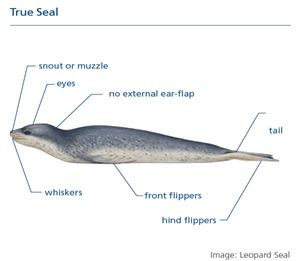 True Seal
snout or muzzle
eyes
no external ear-flap
tail
whiskers
front flippers
hind flippers
Image: Leopard Seal